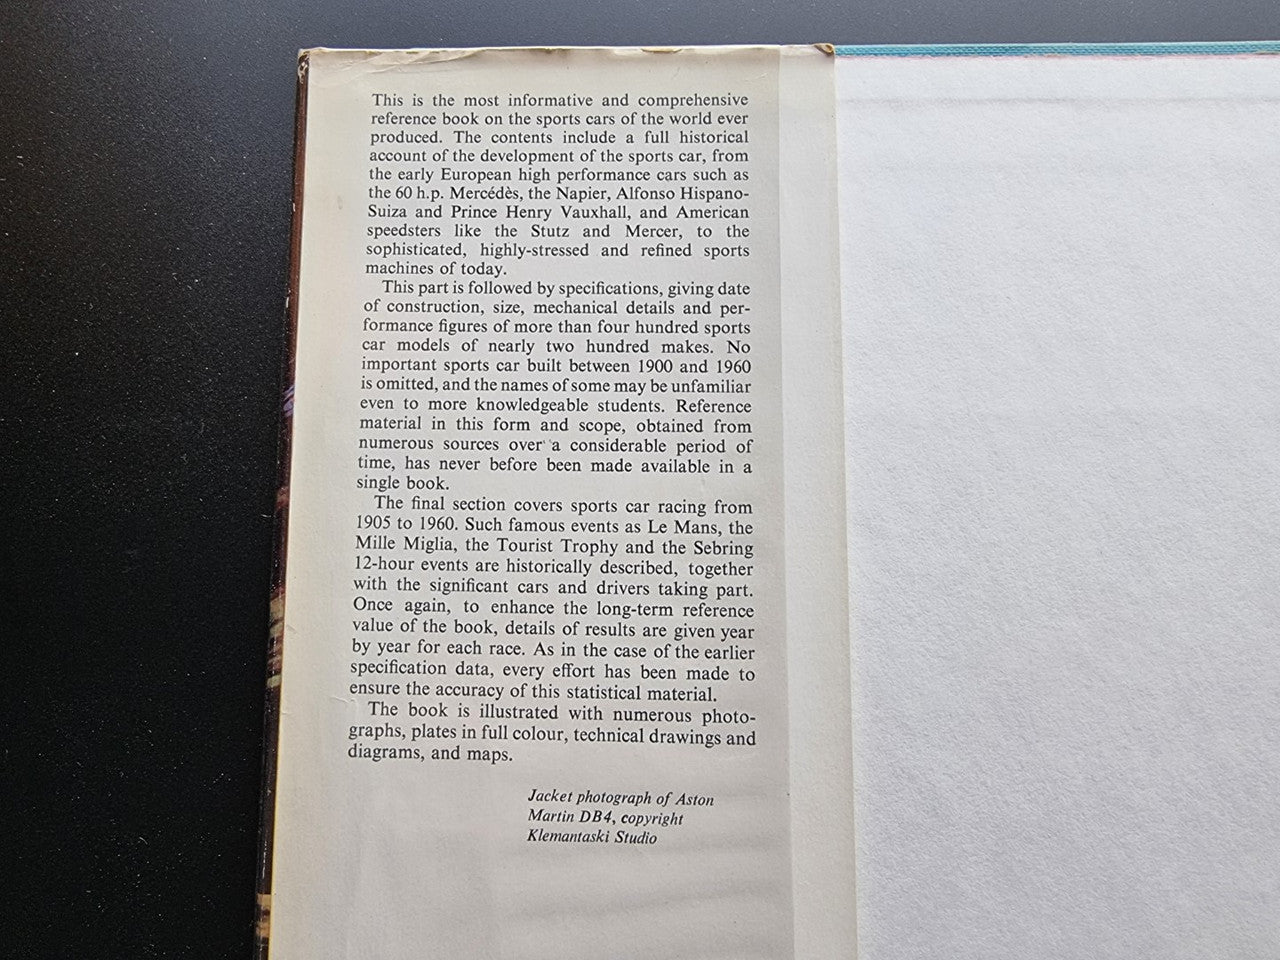 This is the most informative and comprehensive
reference book on the sports cars of the world ever
produced. The contents include a full historical
account of the development of the sports car, from
the early European high performance cars such as
the 60 h.p. Mercédès, the Napier, Alfonso Hispano-
Suiza and Prince Henry Vauxhall, and American
speedsters like the Stutz and Mercer, to the
sophisticated, highly-stressed and refined sports
machines of today.
This part is followed by specifications, giving date
of construction, size, mechanical details and per-
formance figures of more than four hundred sports
car models of nearly two hundred makes. No
important sports car built between 1900 and 1960
is omitted, and the names of some may be unfamiliar
even to more knowledgeable students. Reference
material in this form and scope, obtained from
numerous sources over a considerable period of
time, has never before been made available in a
single book.
The final section covers sports car racing from
1905 to 1960. Such famous events as Le Mans, the
Mille Miglia, the Tourist Trophy and the Sebring
12-hour events are historically described, together
with the significant cars and drivers taking part.
Once again, to enhance the long-term reference
value of the book, details of results are given year
by year for each race. As in the case of the earlier
specification data, every effort has been made to
ensure the accuracy of this statistical material.
The book is illustrated with numerous photo-
graphs, plates in full colour, technical drawings and
diagrams, and maps.
Jacket photograph of Aston
Martin DB4, copyright
Klemantaski Studio